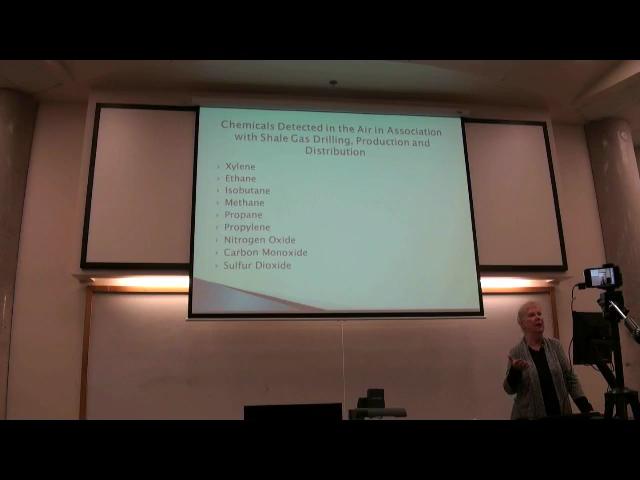 Chemicals Detected in the Air in Association
with Shale Gas Drilling, Production and
Distribution
Xylene
Ethane
Isobutane
Methane
Propane
Propylene
Nitrogen Oxide
Carbon Monoxide
Sulfur Dioxide